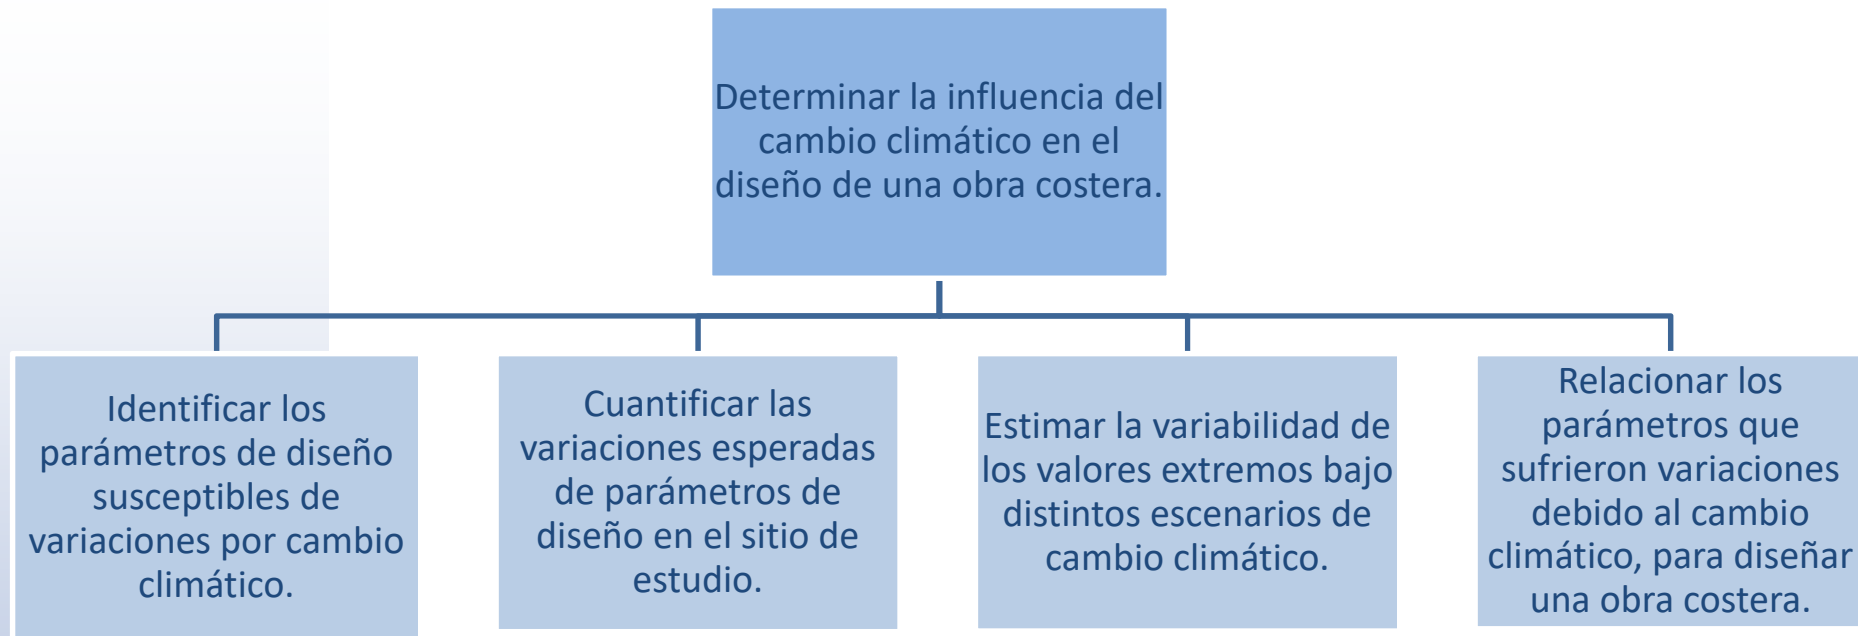 Determinar la influencia del
cambio climático en el
diseño de una obra costera.
Identificar los
parámetros de diseño
susceptibles de
variaciones por cambio
climático.
Cuantificar las
variaciones esperadas
de parámetros de
diseño en el sitio de
estudio.
Estimar la variabilidad de
los valores extremos bajo
distintos escenarios de
cambio climático.
Relacionar los
parámetros que
sufrieron variaciones
debido al cambio
climático, para diseñar
una obra costera.